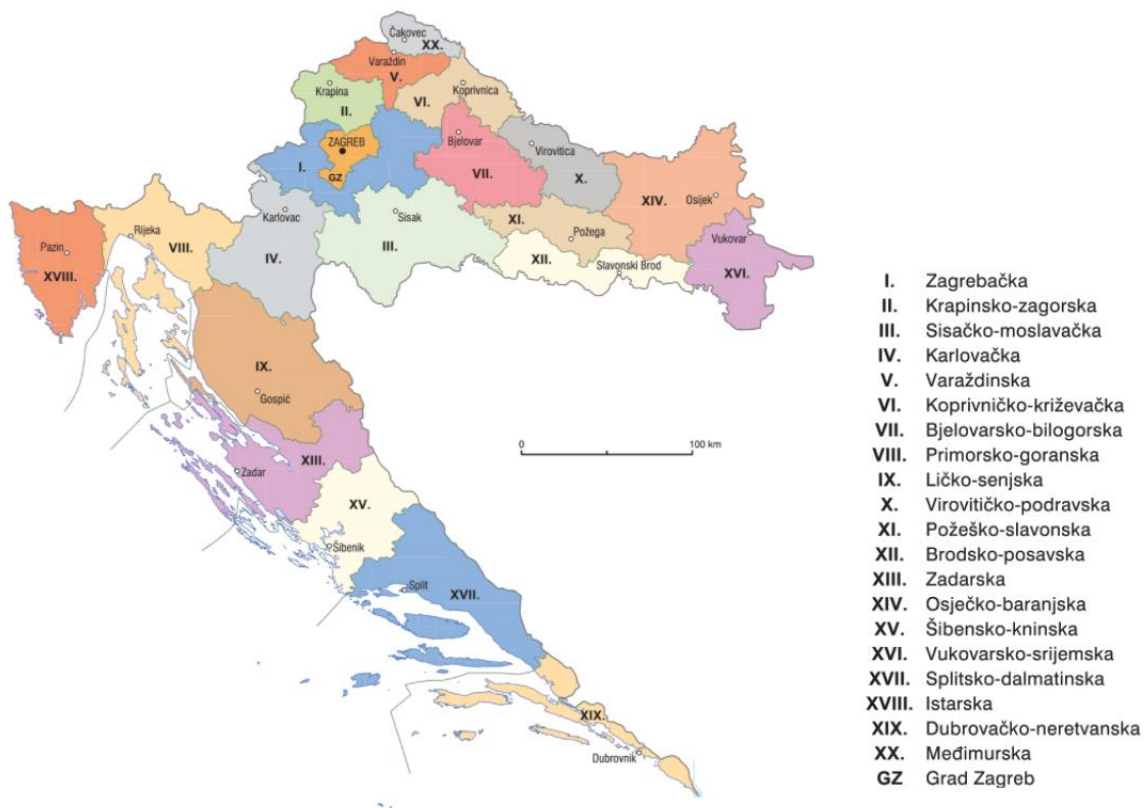 Čakovec
XX.
Varaždin
V.
Krapina
II.
Koprivnica
VI.
ZAGREB
I.
GZ
Bjelovar
VII.
Virovitica
X.
XIV.
Osijek
Karlovac
IV.
Sisak
III.
XI.
Požega
XII.
Slavonski Brod
Vukovar
XVI.
Pazin
XVIII.
Rijeka
VIII.
IX.
Gospić
XIII.
Zadar
XV.
Šibenik
Split
XVII.
XIX.
Dubrovnik
0 100 km
I. Zagrebačka
II. Krapinsko-zagorska
III. Sisačko-moslavačka
IV. Karlovačka
V. Varaždinska
VI. Koprivničko-križevačka
VII. Bjelovarsko-bilogorska
VIII. Primorsko-goranska
IX. Ličko-senjska
X. Virovitičko-podravska
XI. Požeško-slavonska
XII. Brodsko-posavska
XIII. Zadarska
XIV. Osječko-baranjska
XV. Šibensko-kninska
XVI. Vukovarsko-srijemska
XVII. Splitsko-dalmatinska
XVIII. Istarska
XIX. Dubrovačko-neretvanska
XX. Međimurska
GZ Grad Zagreb